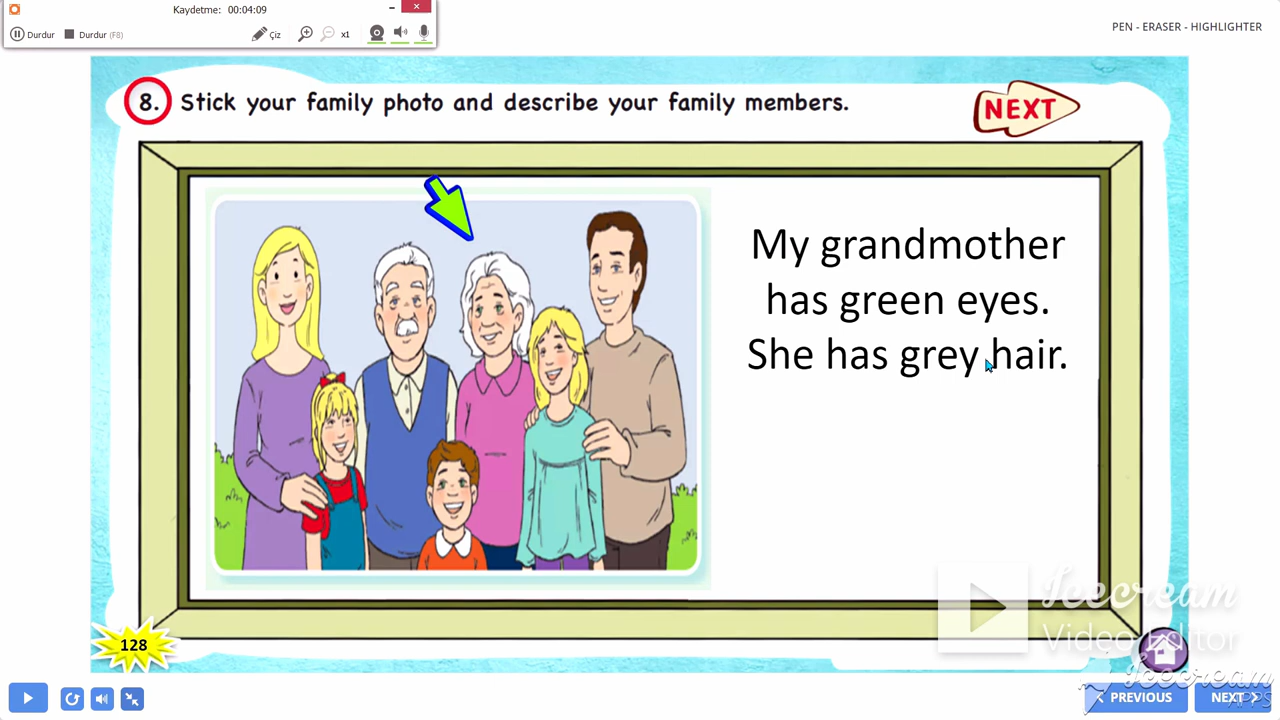 Kaydetme: 00:04:09
Durdur
Durdur (F8)
Çiz
x1
PEN - ERASER - HIGHLIGHTER
8. Stick your family photo and describe your family members.
NEXT
My grandmother
has green eyes.
She has grey hair.
128
Icecream
Video Editor
Icecream
APPS
PREVIOUS
NEXT